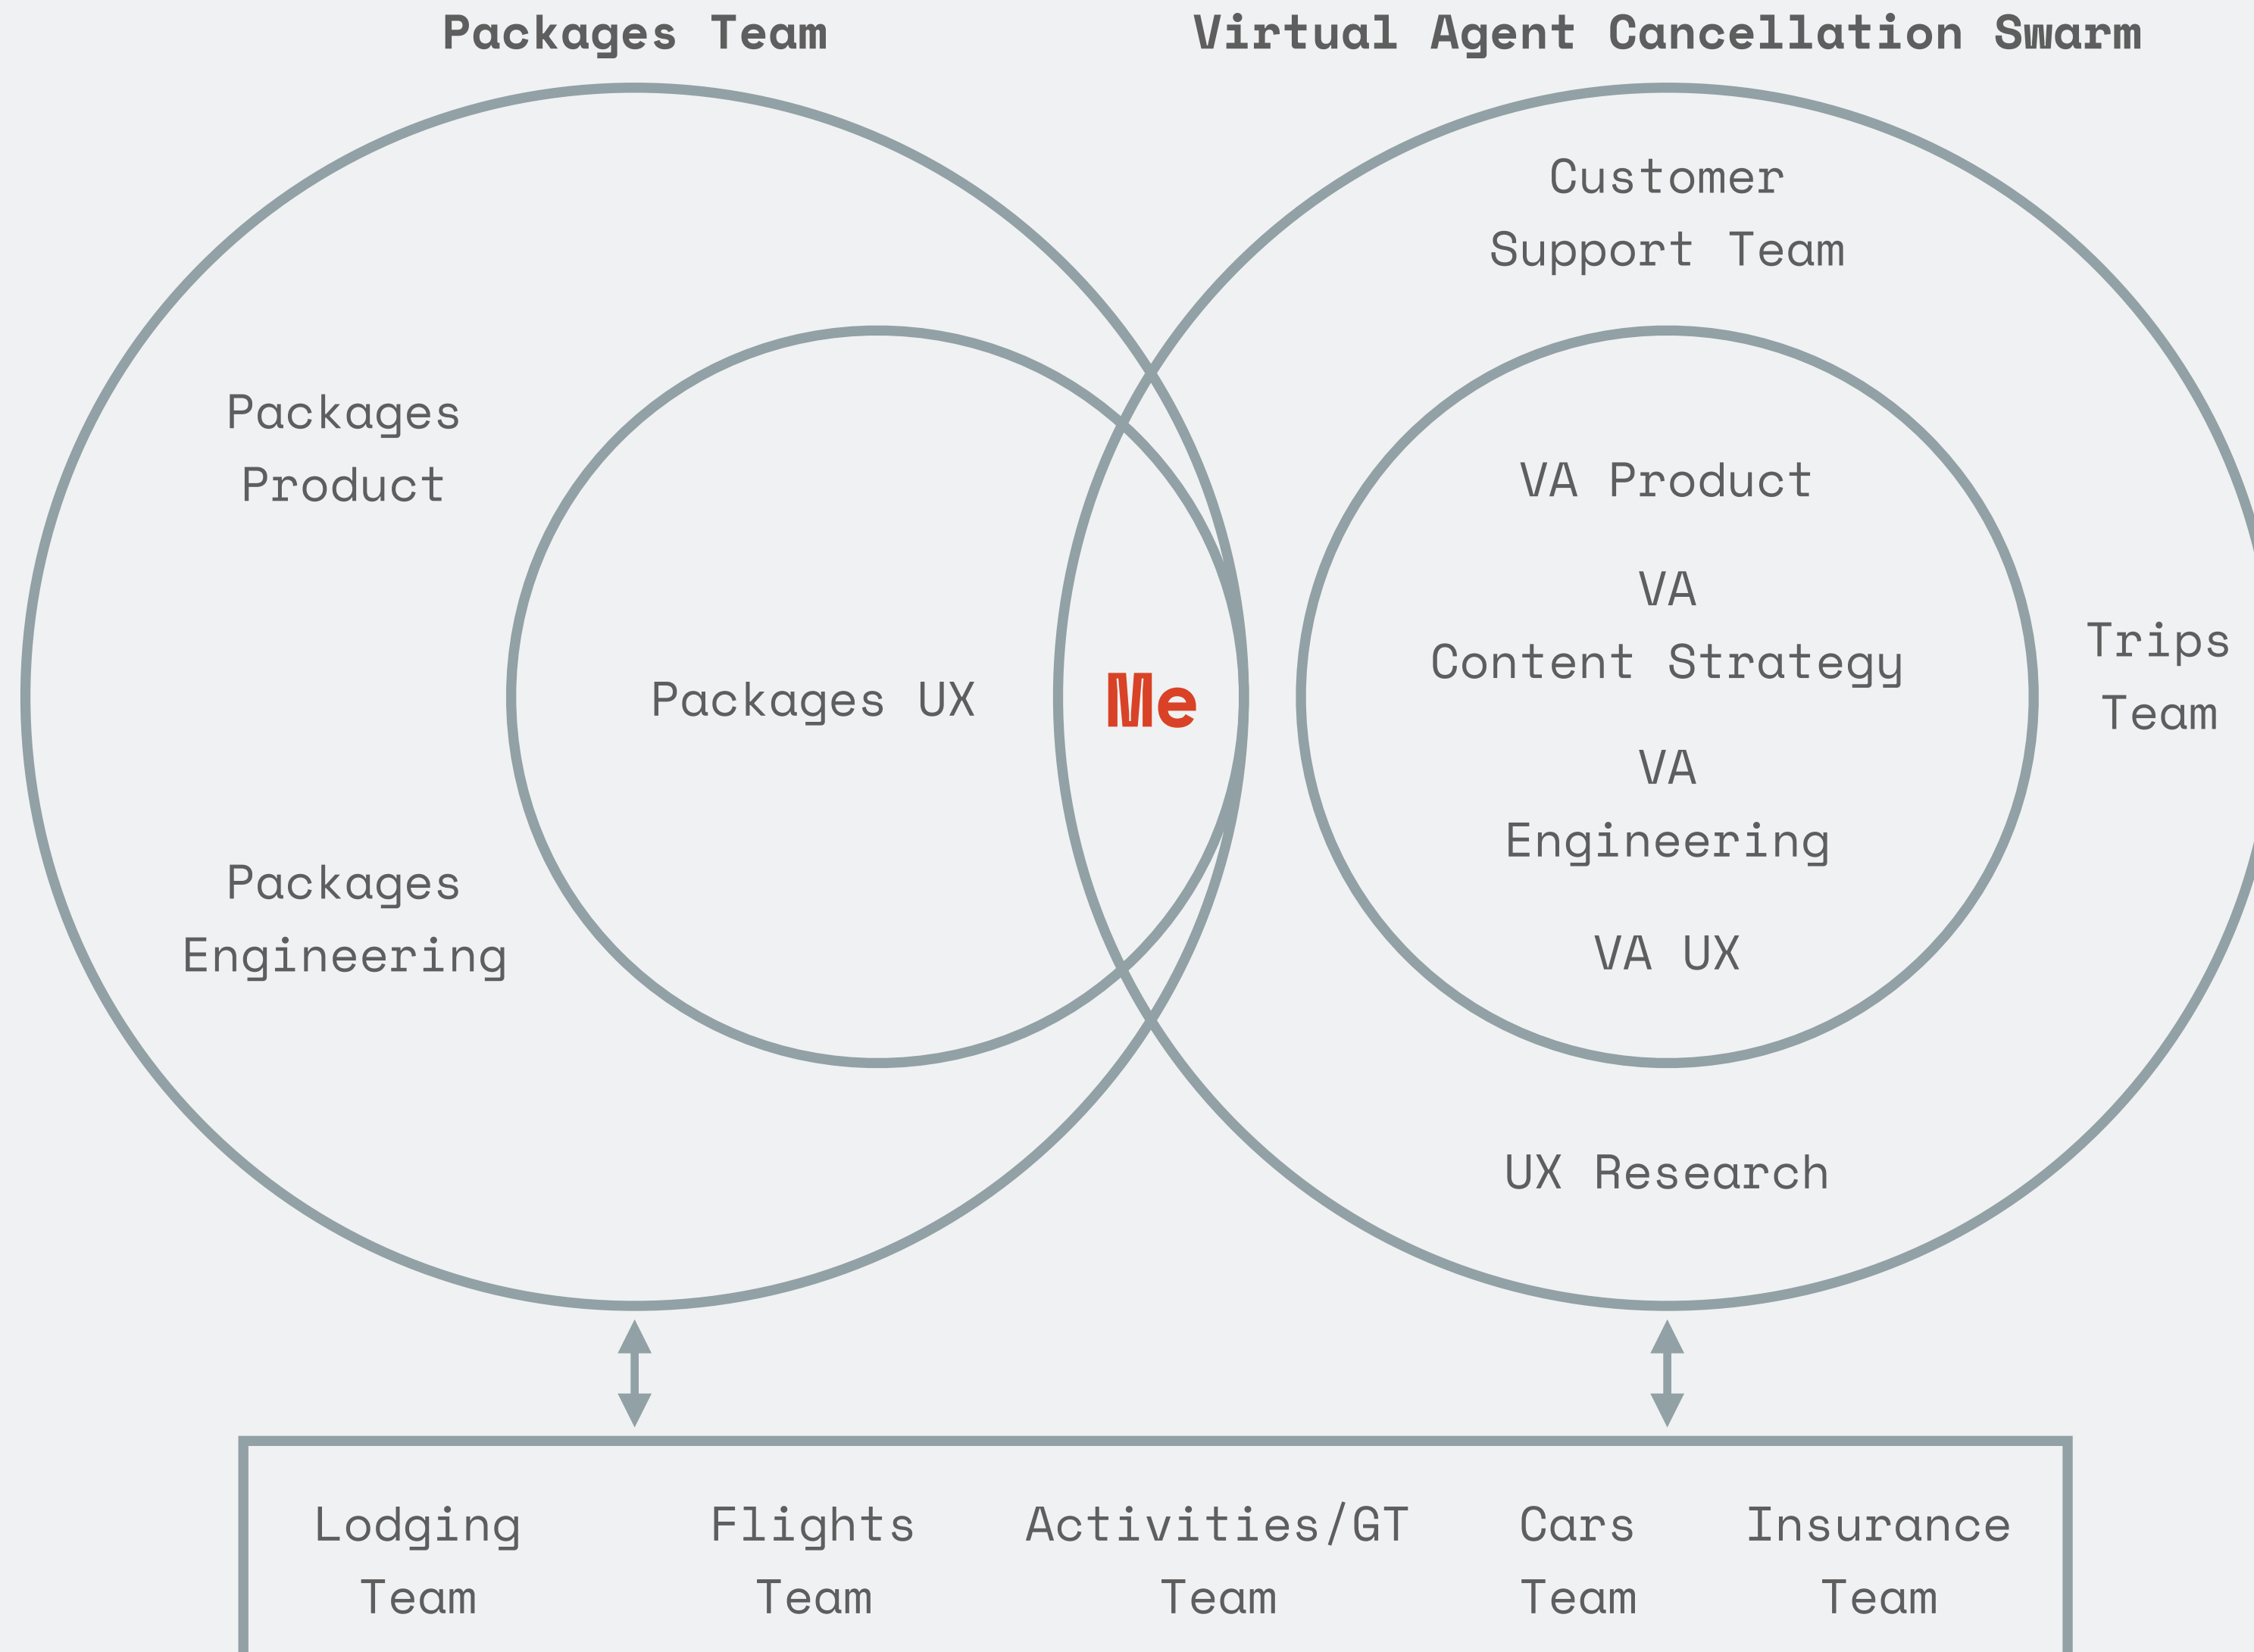 Packages Team
Virtual Agent Cancellation Swarm
Customer
Support Team
Packages
Product
Packages
Engineering
Packages UX
Me
VA Product
VA
Content Strategy
VA
Engineering
VA UX
Trips
Team
UX Research
Lodging
Team
Flights
Team
Activities/GT
Team
Cars
Team
Insurance
Team